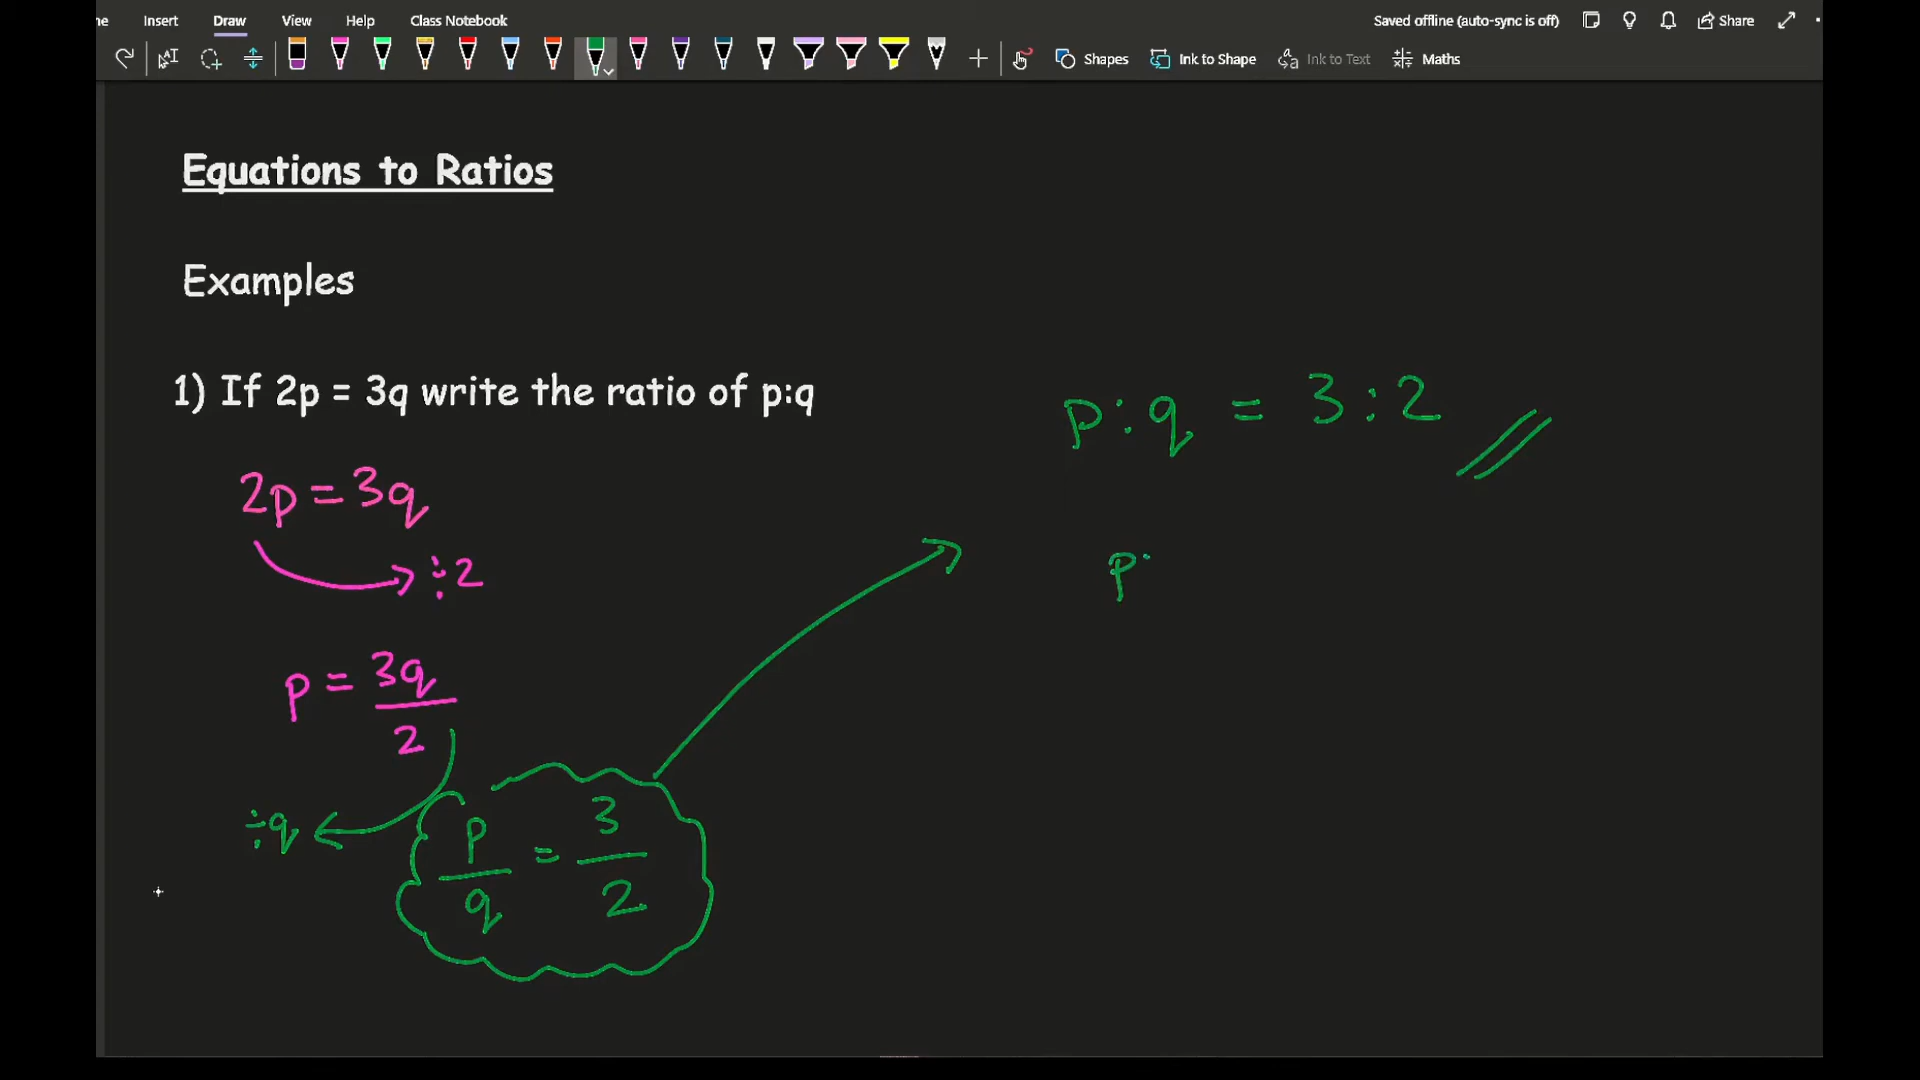 Insert Draw View Help Class Notebook Saved offline (auto-sync is off) Share
Shapes Ink to Shape Ink to Text Maths
Equations to Ratios
Examples
1) If 2p = 3q write the ratio of p:q
2p = 3q
÷2
p = 3q/2
÷q
p/q = 3/2
p : q = 3 : 2
p